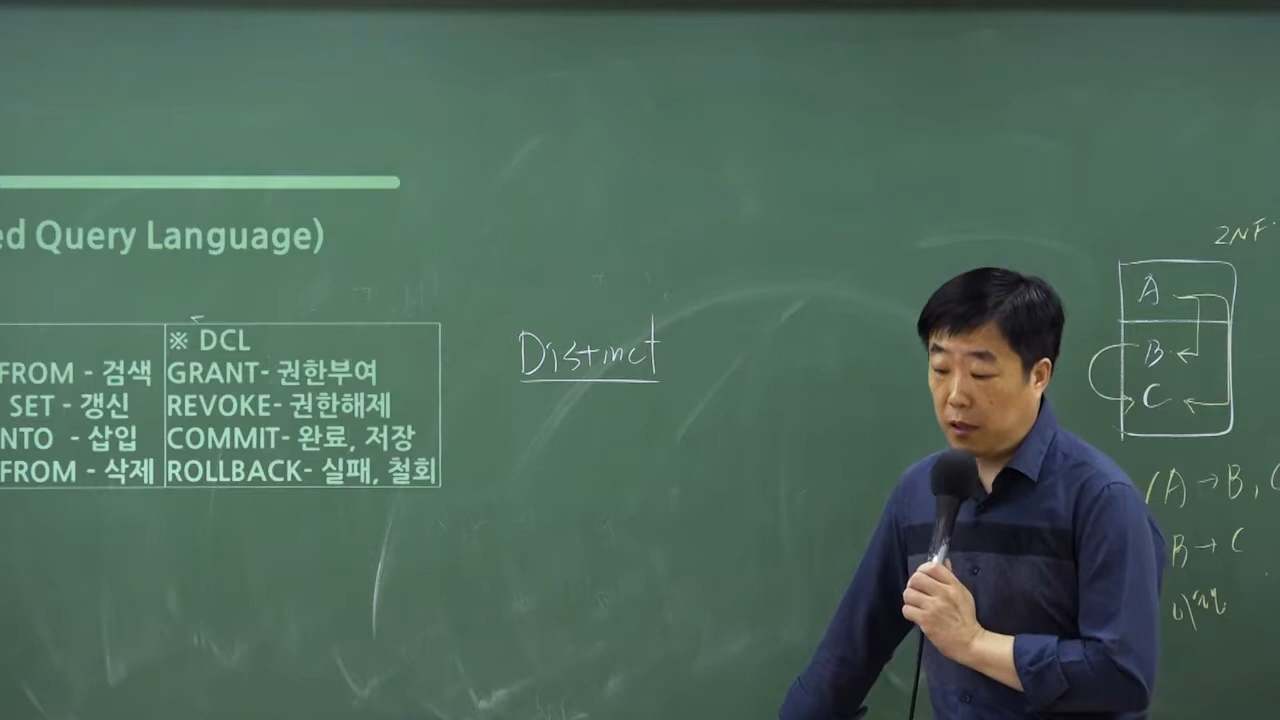 ed Query Language)
※ DCL
FROM - 검색 GRANT- 권한부여
SET - 갱신 REVOKE- 권한해제
NTO - 삽입 COMMIT- 완료, 저장
FROM - 삭제 ROLLBACK- 실패, 철회
Distinct
2NF
A
B
C
(A → B, C
B → C